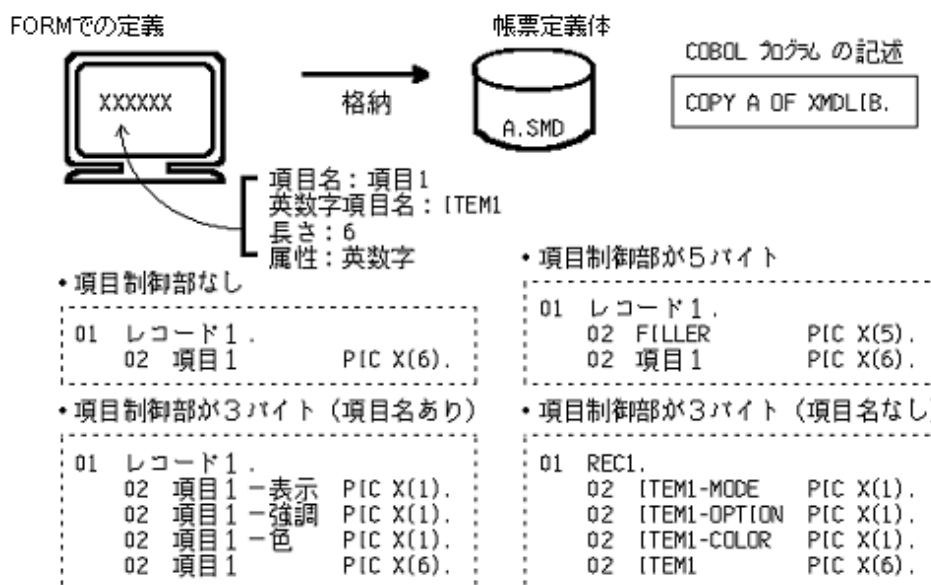 FORMでの定義
帳票定義体
COBOL プログラム の記述
XXXXXX
格納
A.SMD
COPY A OF XMDLIB.
項目名：項目1
英数字項目名：ITEM1
長さ：6
属性：英数字
・項目制御部なし
01 レコード1.
02 項目1 PIC X(6).
・項目制御部が5バイト
01 レコード1.
02 FILLER PIC X(5).
02 項目1 PIC X(6).
・項目制御部が3バイト（項目名あり）
01 レコード1.
02 項目1－表示 PIC X(1).
02 項目1－強調 PIC X(1).
02 項目1－色 PIC X(1).
02 項目1 PIC X(6).
・項目制御部が3バイト（項目名なし）
01 REC1.
02 ITEM1-MODE PIC X(1).
02 ITEM1-OPTION PIC X(1).
02 ITEM1-COLOR PIC X(1).
02 ITEM1 PIC X(6).